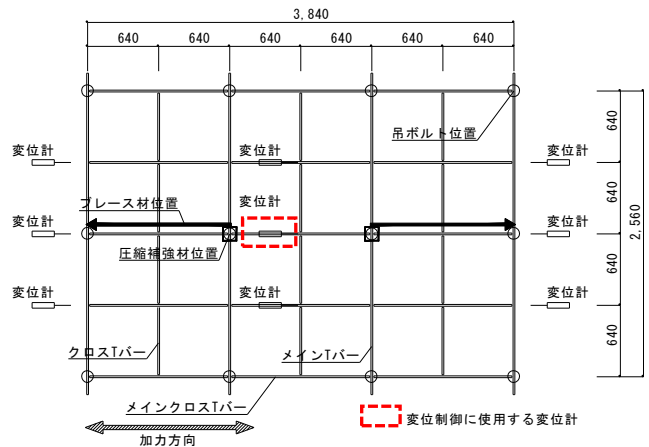 3,840
640
640
640
640
640
640
吊ボルト位置
変位計
変位計
変位計
640
変位計
ブレース材位置
変位計
変位計
640
2,560
圧縮補強材位置
変位計
変位計
変位計
640
クロスTバー
メインTバー
640
メインクロスTバー
加力方向
変位制御に使用する変位計